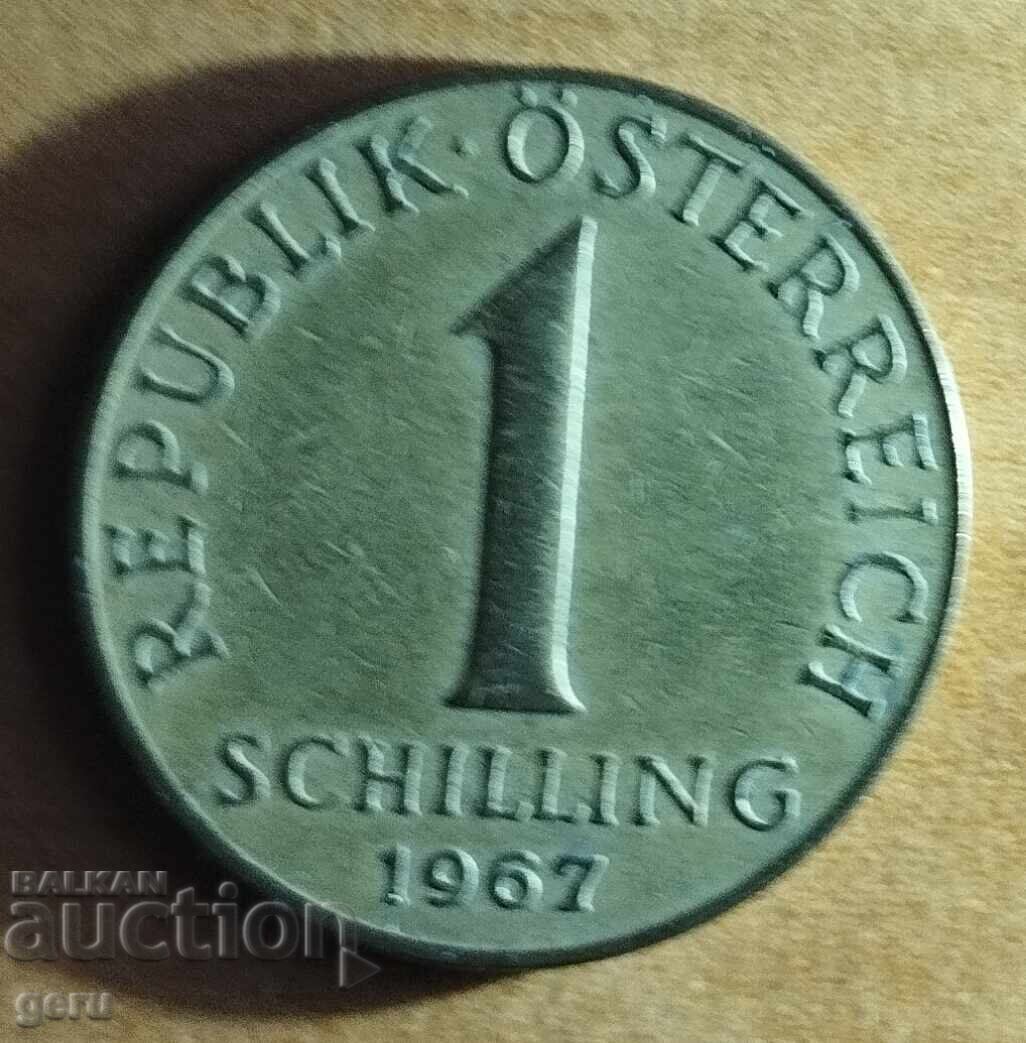 REPUBLIK · ÖSTERREICH
1
SCHILLING
1967
BALKAN
auction
geru